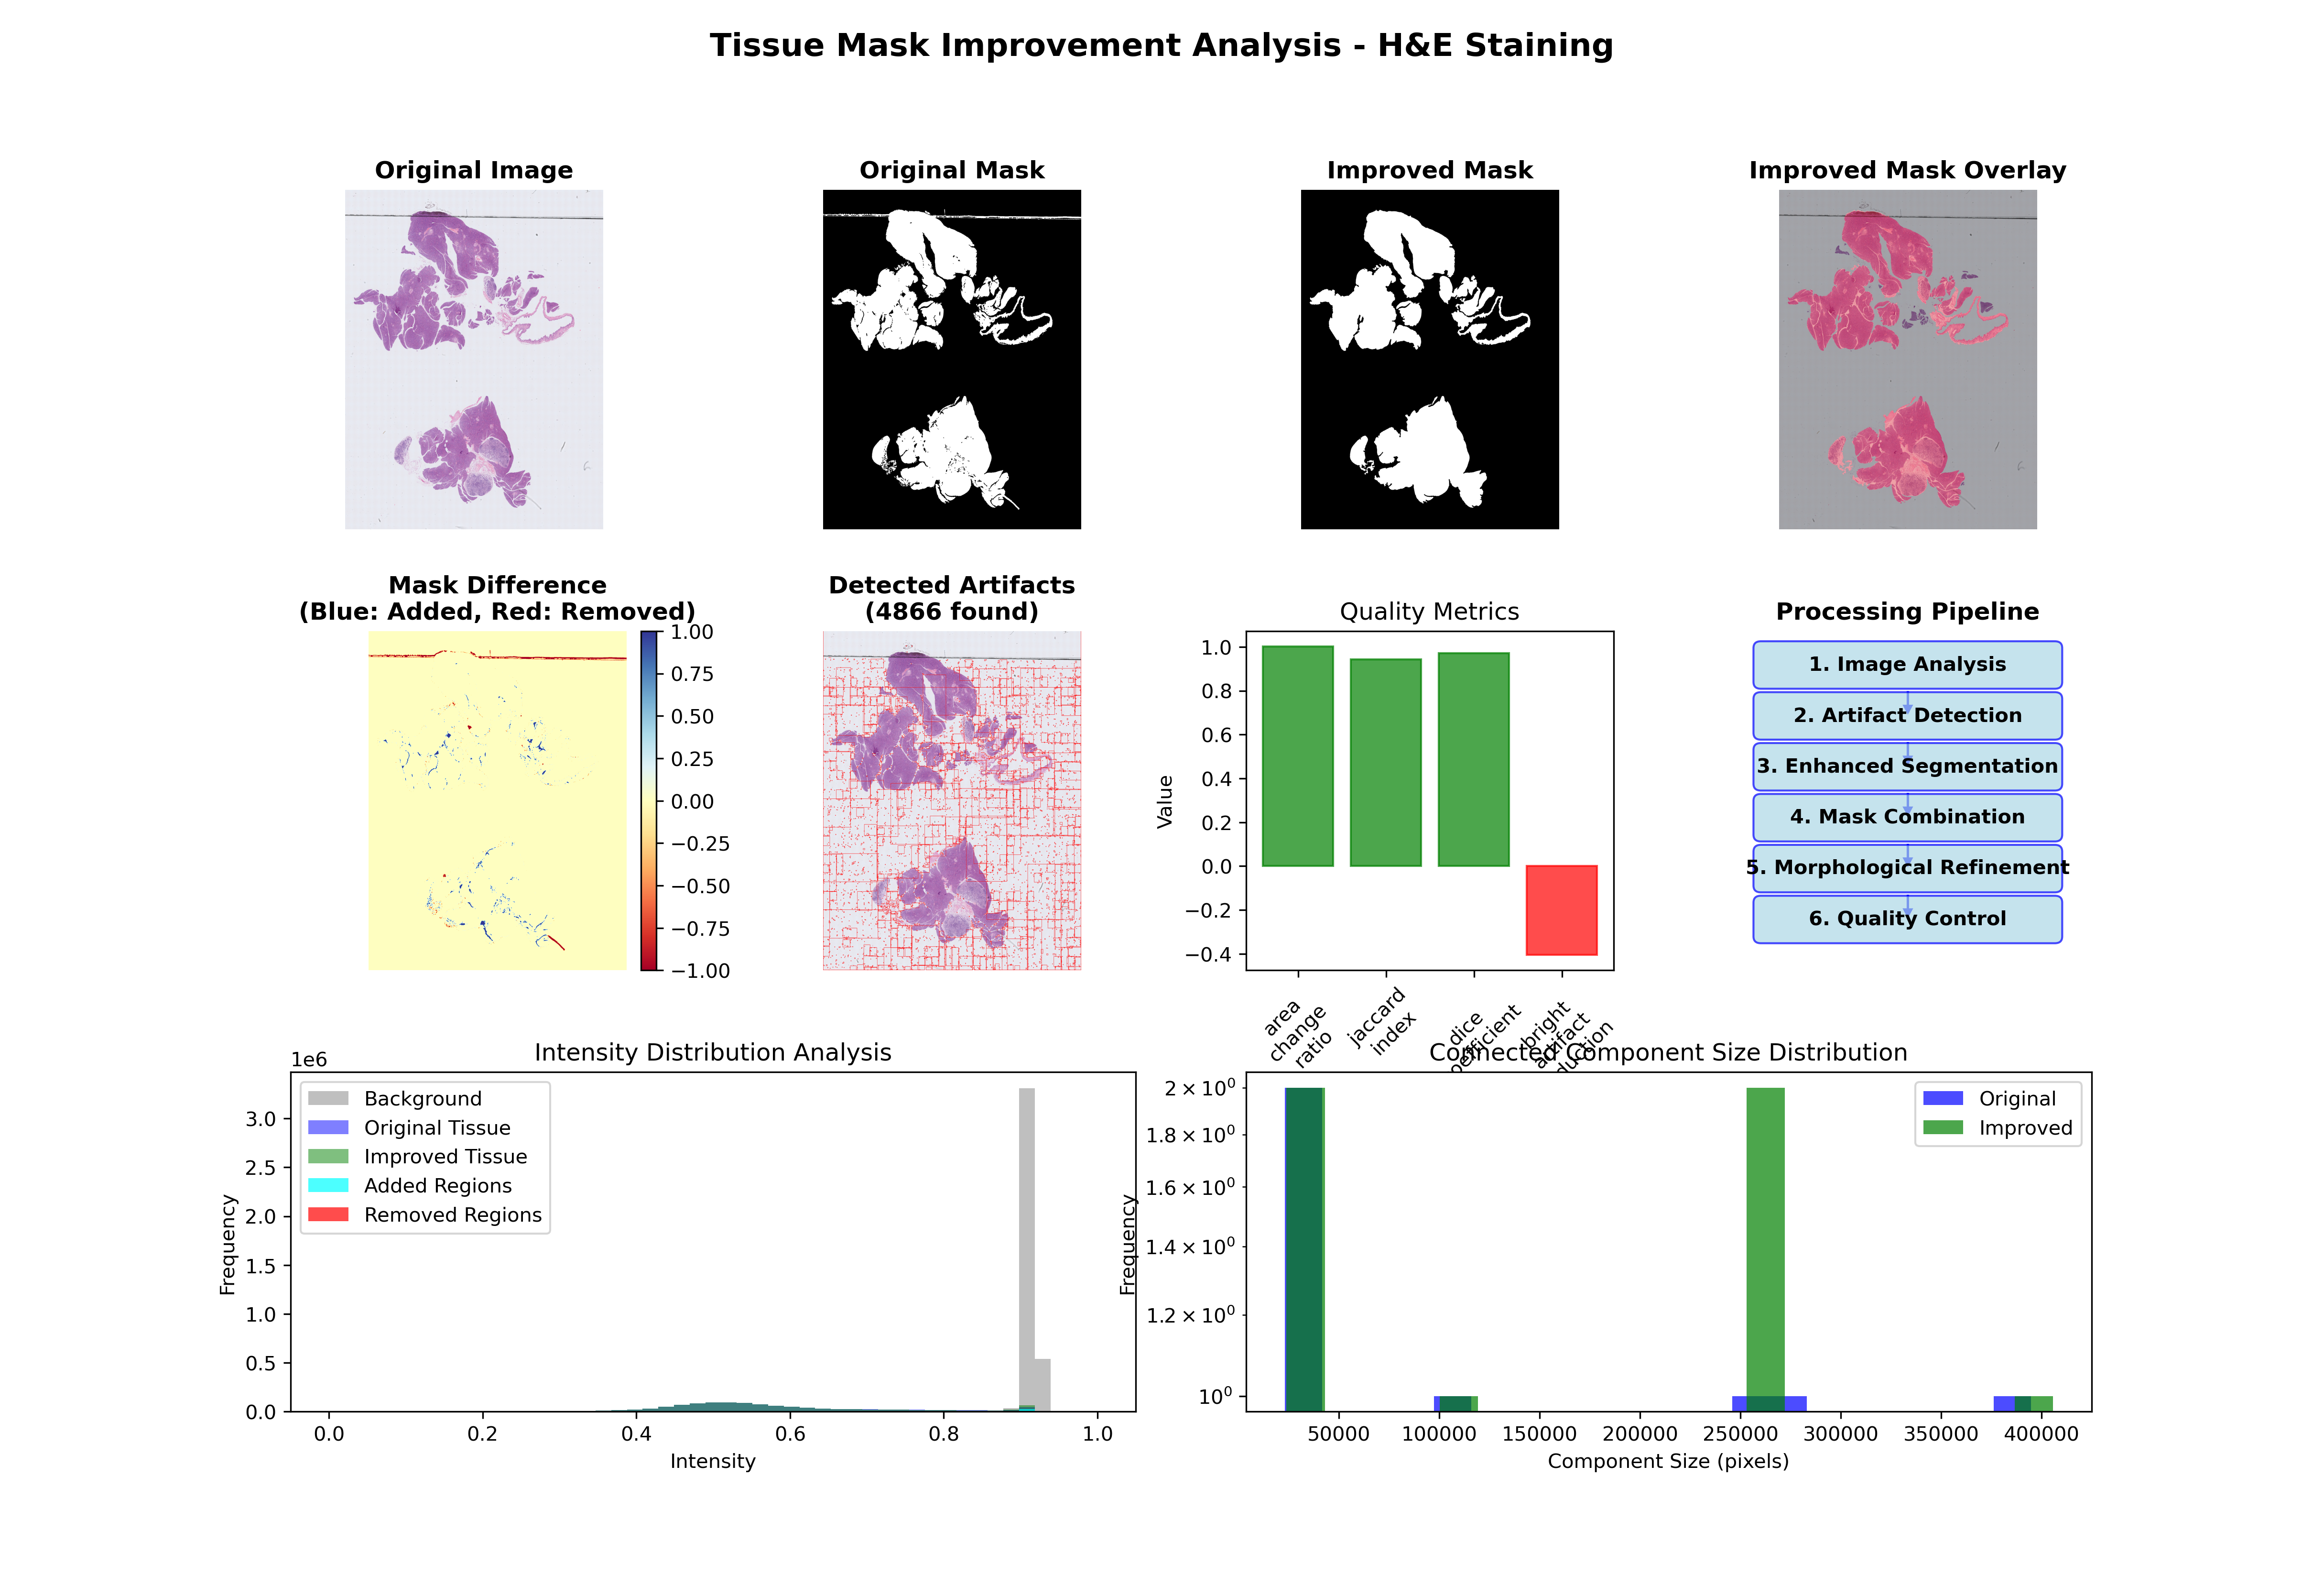 Tissue Mask Improvement Analysis - H&E Staining
Original Image
Original Mask
Improved Mask
Improved Mask Overlay
Mask Difference
(Blue: Added, Red: Removed)
1.00
0.75
0.50
0.25
0.00
−0.25
−0.50
−0.75
−1.00
Detected Artifacts
(4866 found)
Quality Metrics
Value
1.0
0.8
0.6
0.4
0.2
0.0
−0.2
−0.4
area
change
ratio
jaccard
index
dice
bright
artifact
Processing Pipeline
1. Image Analysis
2. Artifact Detection
3. Enhanced Segmentation
4. Mask Combination
5. Morphological Refinement
6. Quality Control
Intensity Distribution Analysis
1e6
Frequency
3.0
2.5
2.0
1.5
1.0
0.5
0.0
Background
Original Tissue
Improved Tissue
Added Regions
Removed Regions
0.0 0.2 0.4 0.6 0.8 1.0
Intensity
Connected Component Size Distribution
Frequency
2 × 10⁰
1.8 × 10⁰
1.6 × 10⁰
1.4 × 10⁰
1.2 × 10⁰
10⁰
Original
Improved
50000 100000 150000 200000 250000 300000 350000 400000
Component Size (pixels)